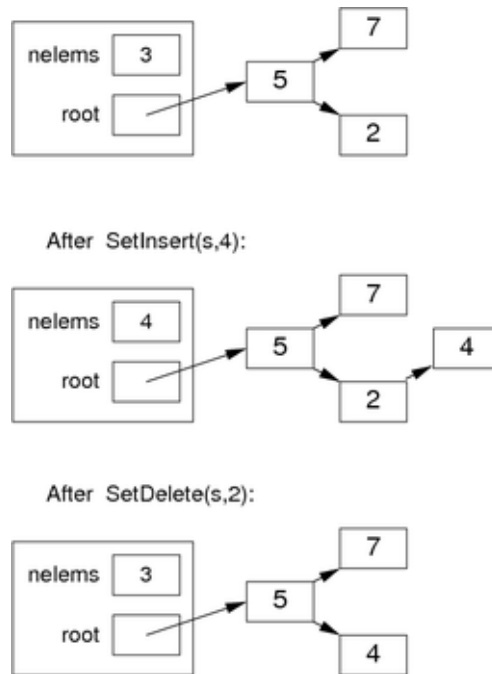 7
nelems 3
5
root
2
After SetInsert(s,4):
7
nelems 4
5 4
root
2
After SetDelete(s,2):
7
nelems 3
5
root
4